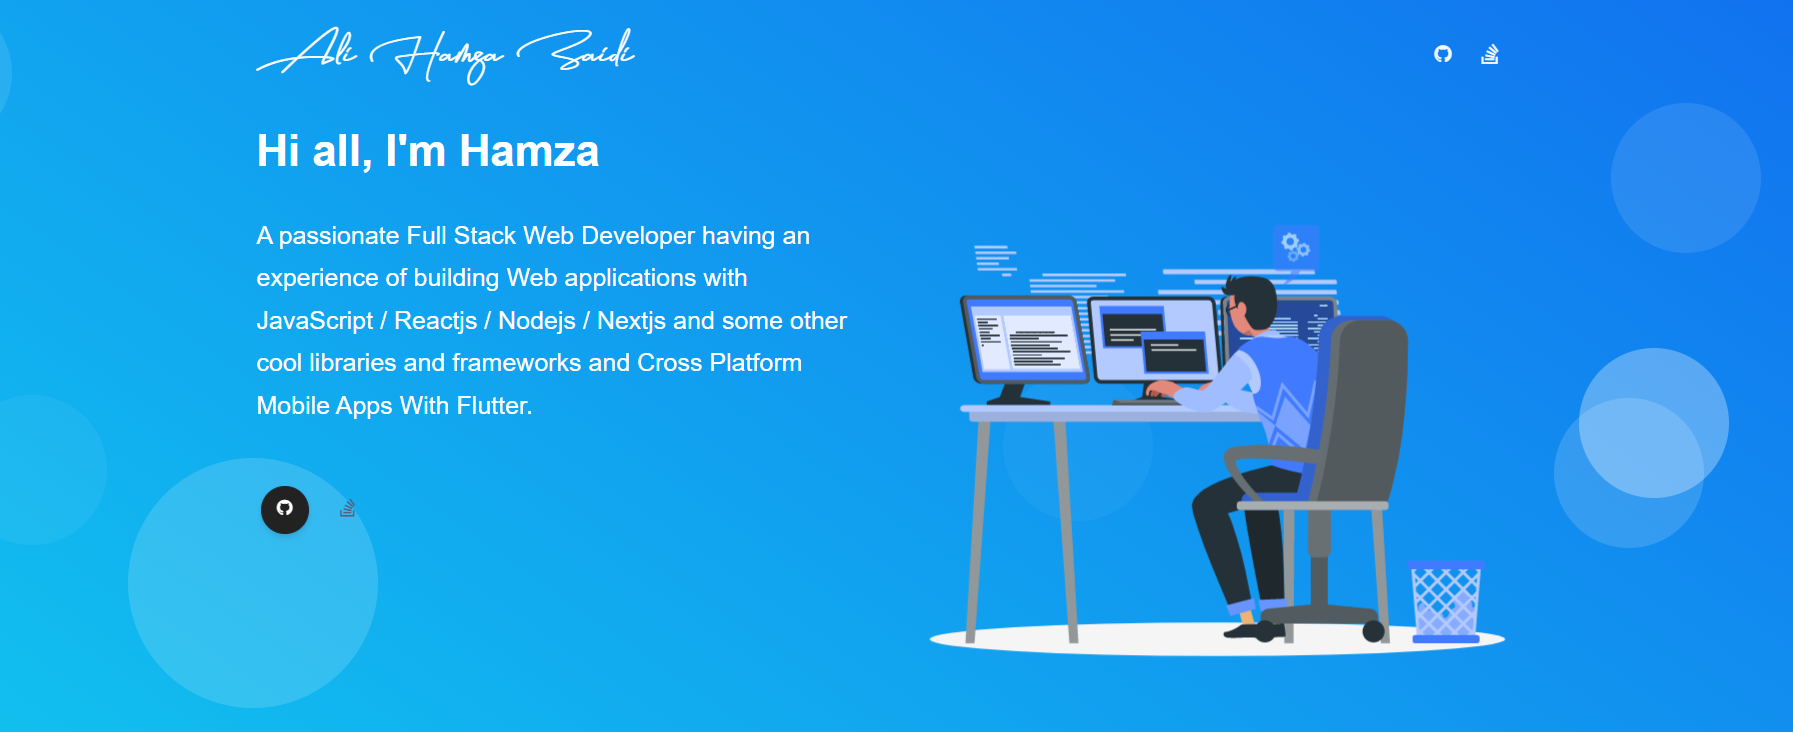 Ali Hamza Saidi
Hi all, I'm Hamza
A passionate Full Stack Web Developer having an
experience of building Web applications with
JavaScript / Reactjs / Nodejs / Nextjs and some other
cool libraries and frameworks and Cross Platform
Mobile Apps With Flutter.